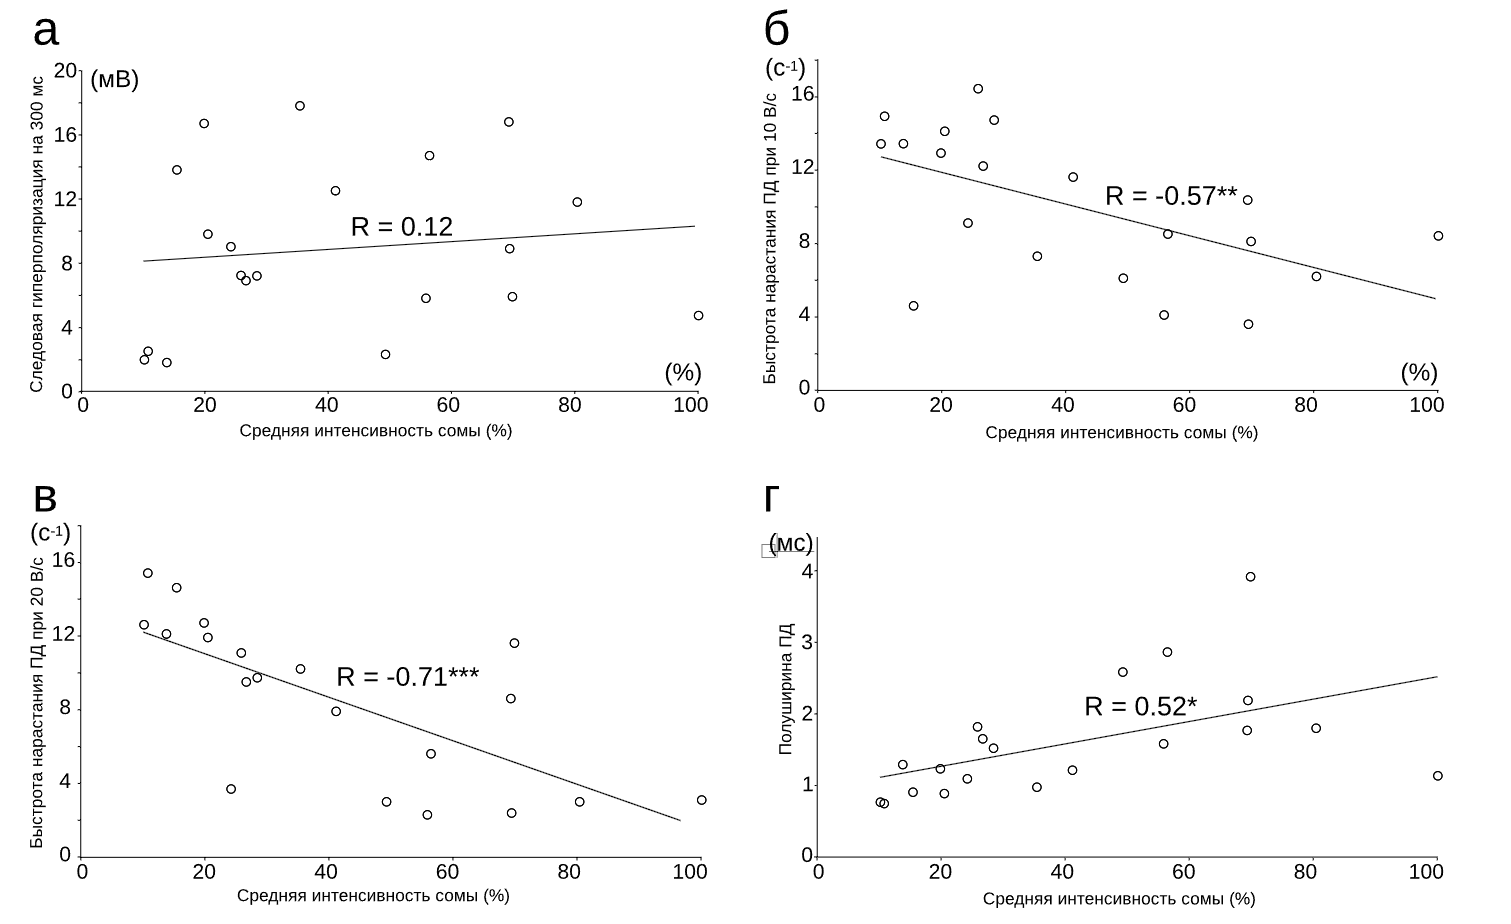 а
(мВ)
Следовая гиперполяризация на 300 мс
20
16
12
8
4
0
R = 0.12
(%)
0 20 40 60 80 100
Средняя интенсивность сомы (%)
б
(с-1)
Быстрота нарастания ПД при 10 В/с
16
12
8
4
0
R = -0.57**
(%)
0 20 40 60 80 100
Средняя интенсивность сомы (%)
в
(с-1)
Быстрота нарастания ПД при 20 В/с
16
12
8
4
0
R = -0.71***
0 20 40 60 80 100
Средняя интенсивность сомы (%)
г
(мс)
Полуширина ПД
4
3
2
1
0
R = 0.52*
0 20 40 60 80 100
Средняя интенсивность сомы (%)